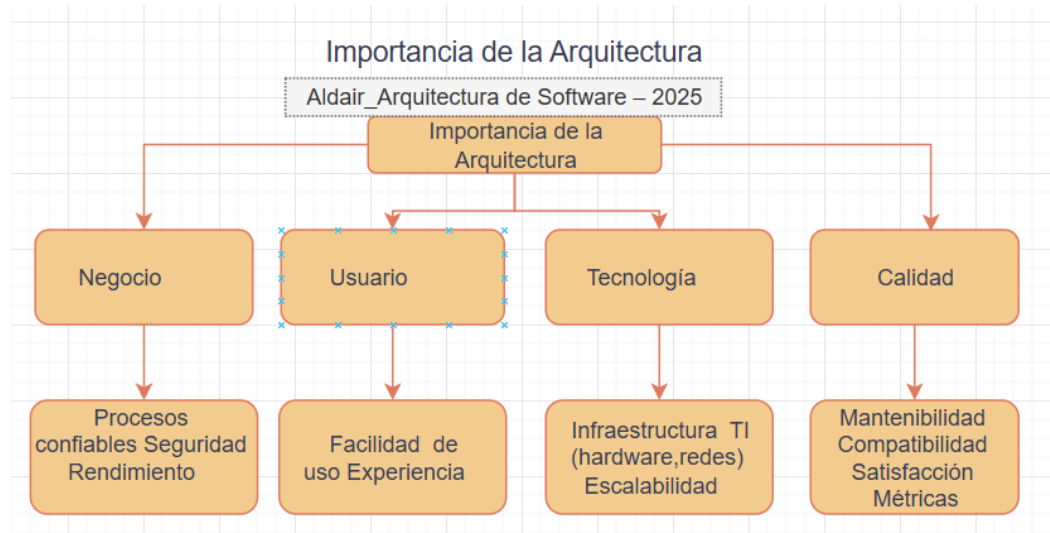 Importancia de la Arquitectura
Aldair_Arquitectura de Software – 2025
Importancia de la
Arquitectura
Negocio
Usuario
Tecnología
Calidad
Procesos
confiables Seguridad
Rendimiento
Facilidad de
uso Experiencia
Infraestructura TI
(hardware,redes)
Escalabilidad
Mantenibilidad
Compatibilidad
Satisfacción
Métricas